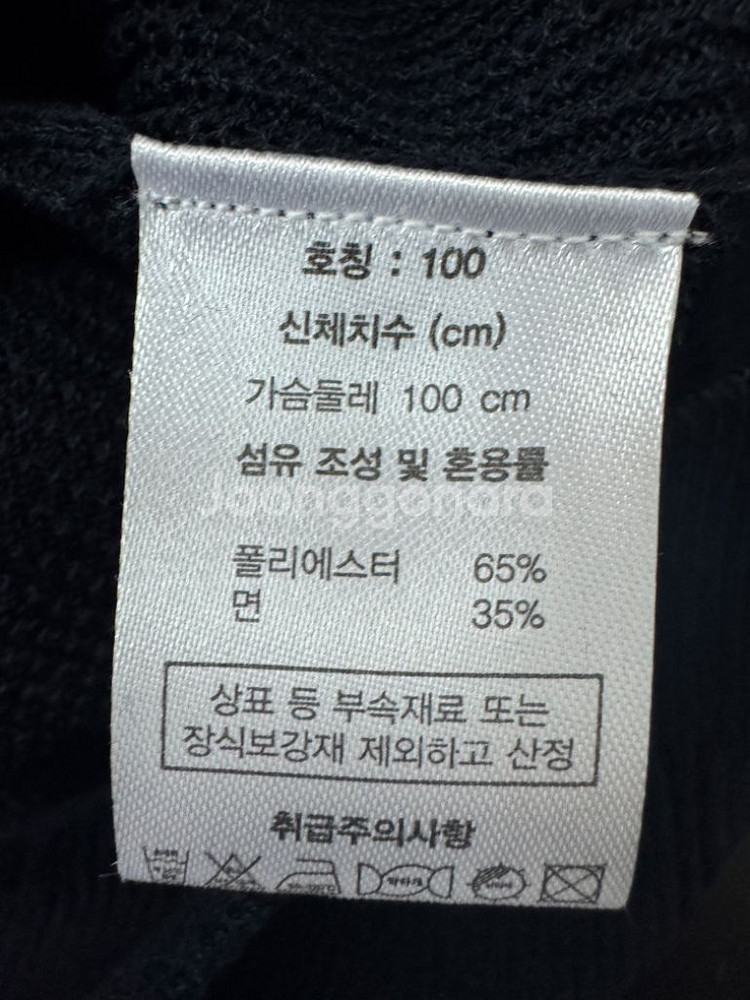 호칭 : 100
신체치수 (cm)
가슴둘레 100 cm
섬유 조성 및 혼용률
Joonggonara
폴리에스터 65%
면 35%
상표 등 부속재료 또는
장식보강재 제외하고 산정
취급주의사항